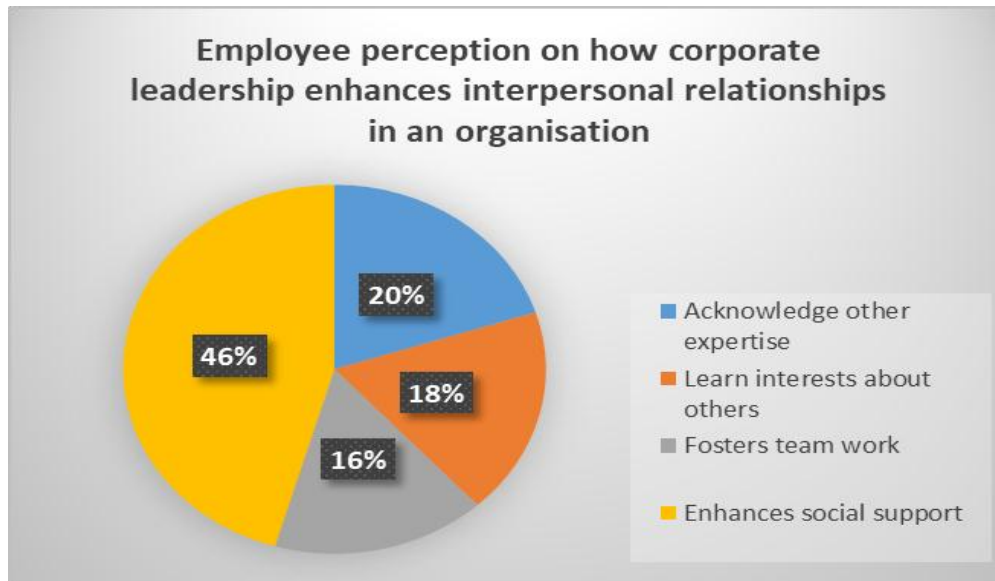 Employee perception on how corporate
leadership enhances interpersonal relationships
in an organisation
20%
46%
18%
16%
Acknowledge other
expertise
Learn interests about
others
Fosters team work
Enhances social support